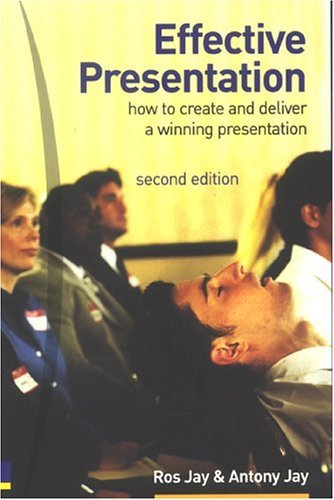 Effective
Presentation
how to create and deliver
a winning presentation
second edition
Ros Jay & Antony Jay